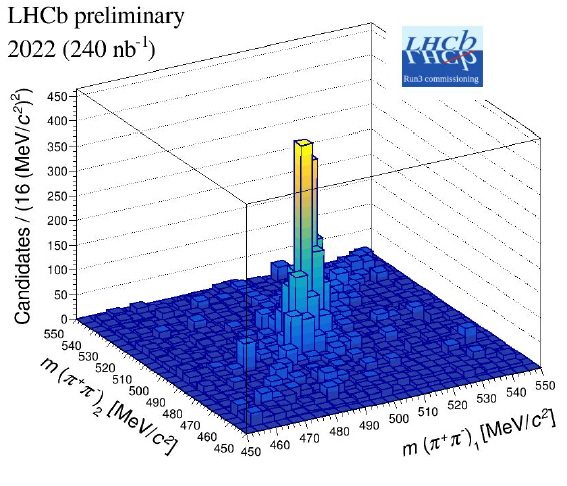 LHCb preliminary
2022 (240 nb⁻¹)
LHCb
LHCb
Run3 commissioning
Candidates / (16 (MeV/c²)²)
450
400
350
300
250
200
150
100
50
0
550
540
530
520
510
500
490
480
470
460
450
m (π⁺π⁻)₂ [MeV/c²]
450 460 470 480 490 500 510 520 530 540 550
m (π⁺π⁻)₁ [MeV/c²]